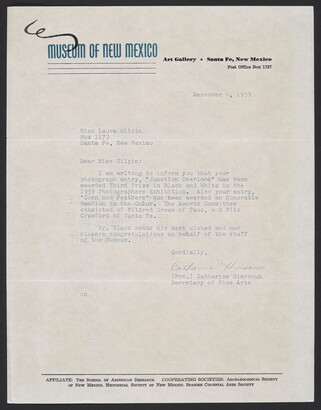 MUSEUM OF NEW MEXICO
Art Gallery • Santa Fe, New Mexico
Post Office Box 1727
December 4, 1959
Miss Laura Gilpin
Box 1173
Santa Fe, New Mexico
Dear Miss Gilpin:
I am writing to inform you that your
photograph entry, "Junction Overlook" has been
awarded Third Prize in Black and White in the
1959 Photographers Exhibition. Also your entry,
"Corn and Feathers" has been awarded an Honorable
Mention in the Color. The Awards Committee
consisted of Mildred Crews of Taos, and Bill
Crawford of Santa Fe.
Mr. Black sends his best wishes and our
sincere congratulations on behalf of the staff
of the Museum.
Cordially,
(Mrs.) Catharine
Secretary of Fine Arts
AFFILIATE: THE SCHOOL OF AMERICAN RESEARCH. COOPERATING SOCIETIES: ARCHAEOLOGICAL SOCIETY
OF NEW MEXICO. HISTORICAL SOCIETY OF NEW MEXICO. SPANISH COLONIAL ARTS SOCIETY